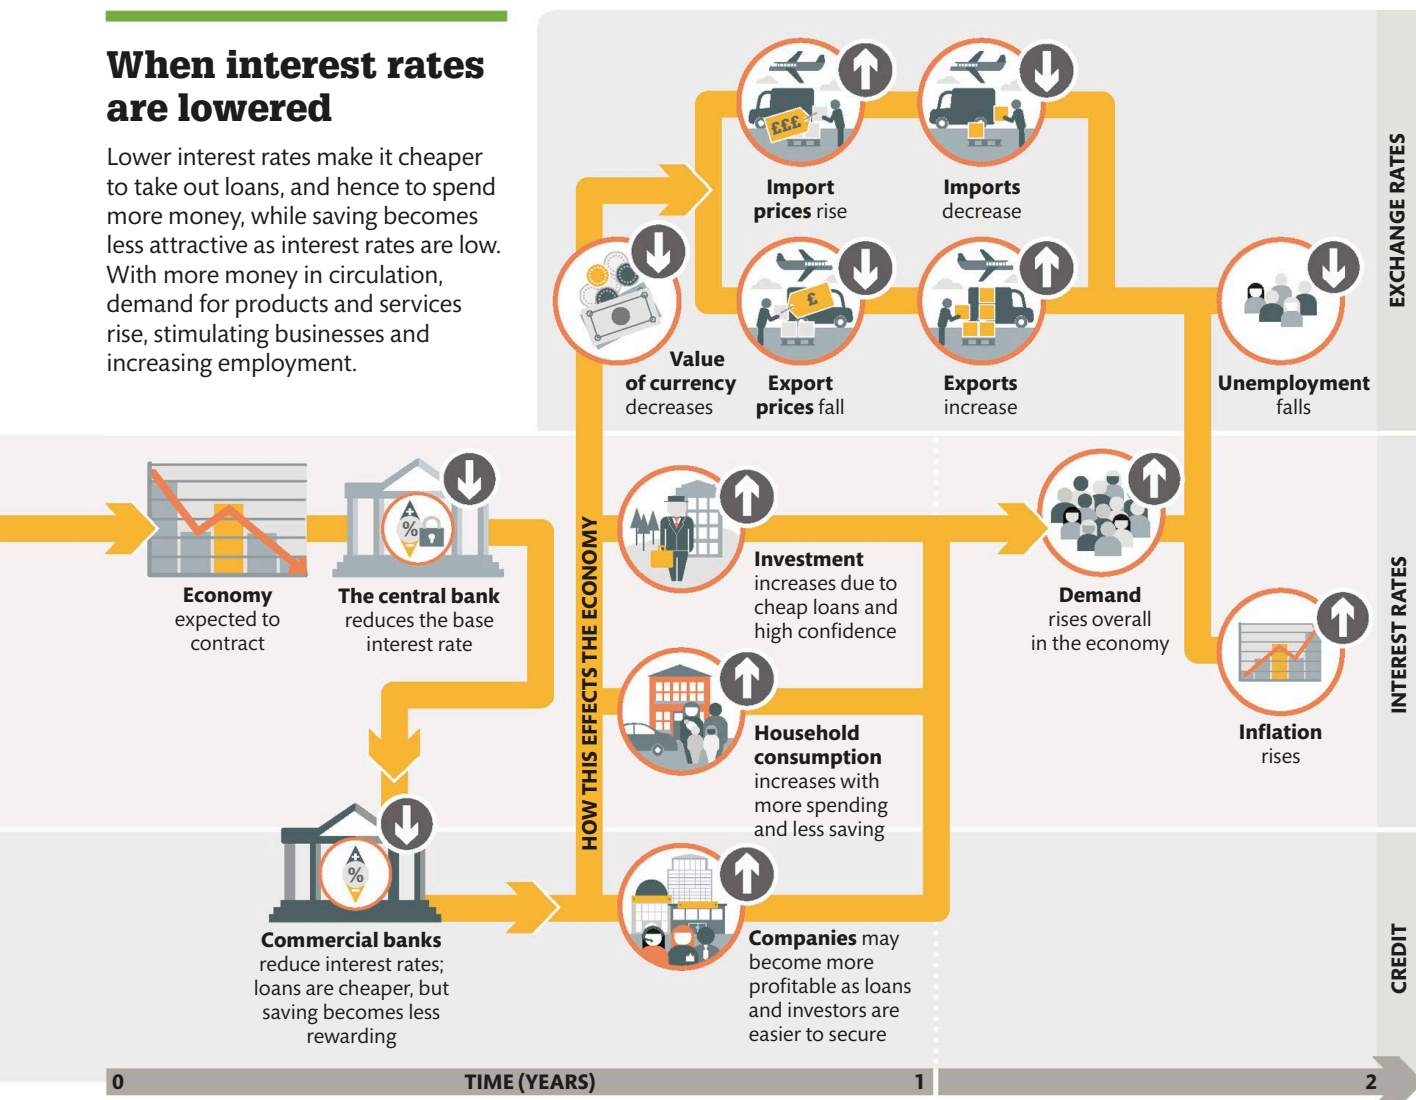 When interest rates
are lowered
Lower interest rates make it cheaper
to take out loans, and hence to spend
more money, while saving becomes
less attractive as interest rates are low.
With more money in circulation,
demand for products and services
rise, stimulating businesses and
increasing employment.
£££
Import
prices rise
Imports
decrease
£
Value
of currency
decreases
Export
prices fall
Exports
increase
Unemployment
falls
EXCHANGE RATES
%
Economy
expected to
contract
The central bank
reduces the base
interest rate
HOW THIS EFFECTS THE ECONOMY
Investment
increases due to
cheap loans and
high confidence
Demand
rises overall
in the economy
Household
consumption
increases with
more spending
and less saving
Inflation
rises
INTEREST RATES
%
Commercial banks
reduce interest rates;
loans are cheaper, but
saving becomes less
rewarding
Companies may
become more
profitable as loans
and investors are
easier to secure
CREDIT
0 TIME (YEARS) 1 2